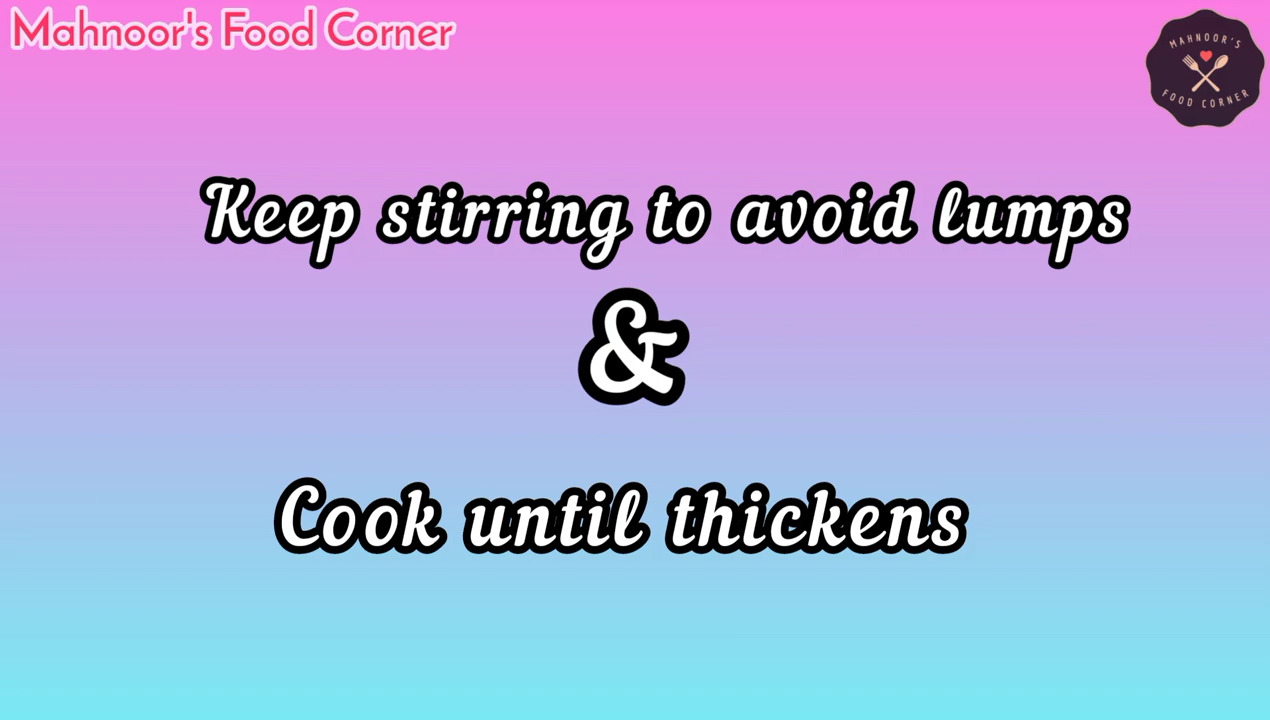 Mahnoor's Food Corner
MAHNOOR'S
FOOD CORNER
Keep stirring to avoid lumps
&
Cook until thickens